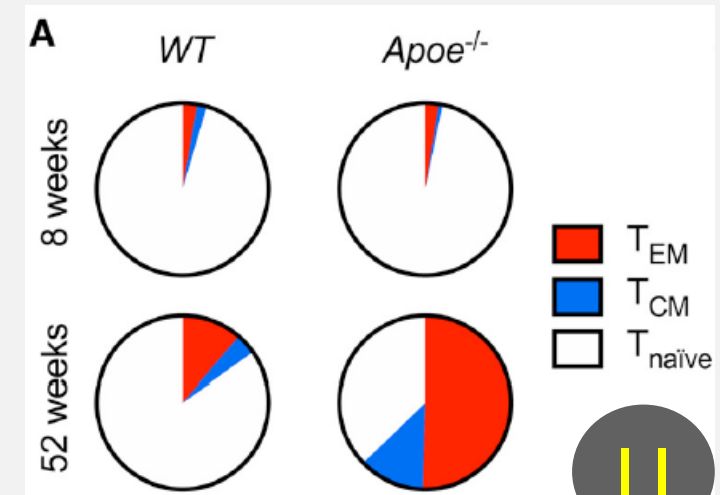 A
WT
Apoe-/-
8 weeks
52 weeks
TEM
TCM
Tnaïve